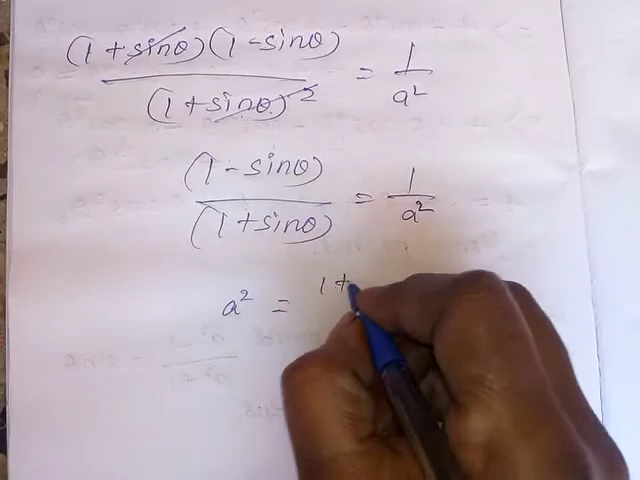 (1 + sinθ)(1 - sinθ) / (1 + sinθ)² = 1 / a²
(1 - sinθ) / (1 + sinθ) = 1 / a²
a² = 1 +